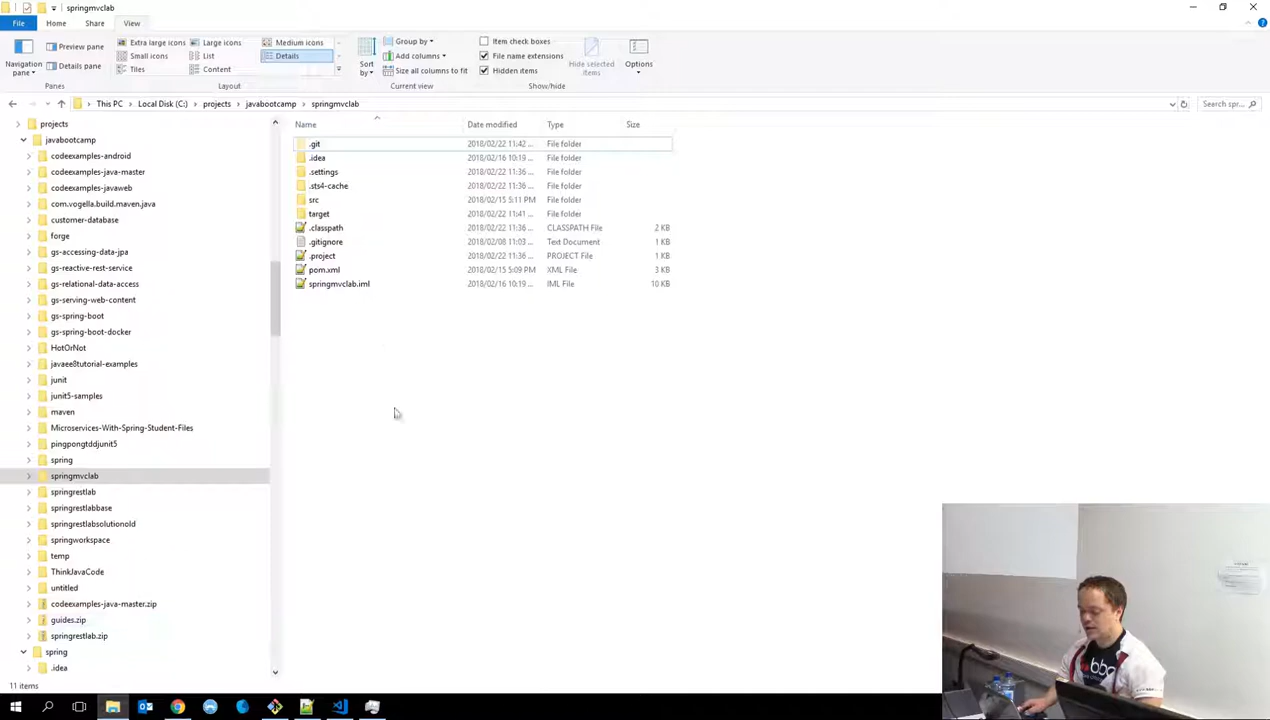 springmvclab
File Home Share View
Navigation pane
Preview pane
Details pane
Panes
Extra large icons Large icons Medium icons
Small icons List Details
Tiles Content
Layout
Sort by
Group by
Add columns
Size all columns to fit
Current view
Item check boxes
File name extensions
Hidden items
Hide selected items
Show/hide
Options
This PC > Local Disk (C:) > projects > javabootcamp > springmvclab
Search spr...
projects
javabootcamp
codeexamples-android
codeexamples-java-master
codeexamples-javaweb
com.vogella.build.maven.java
customer-database
forge
gs-accessing-data-jpa
gs-reactive-rest-service
gs-relational-data-access
gs-serving-web-content
gs-spring-boot
gs-spring-boot-docker
HotOrNot
javaee8tutorial-examples
junit
junit5-samples
maven
Microservices-With-Spring-Student-Files
pingpongtddjunit5
spring
springmvclab
springrestlab
springrestlabbase
springrestlabsolutionold
springworkspace
temp
ThinkJavaCode
untitled
codeexamples-java-master.zip
guides.zip
springrestlab.zip
spring
.idea
Name Date modified Type Size
.git 2018/02/22 11:42 ... File folder
.idea 2018/02/16 10:19 ... File folder
.settings 2018/02/22 11:36 ... File folder
.sts4-cache 2018/02/22 11:36 ... File folder
src 2018/02/15 5:11 PM File folder
target 2018/02/22 11:41 ... File folder
.classpath 2018/02/22 11:36 ... CLASSPATH File 2 KB
.gitignore 2018/02/08 11:03 ... Text Document 1 KB
.project 2018/02/22 11:36 ... PROJECT File 1 KB
pom.xml 2018/02/15 5:09 PM XML File 3 KB
springmvclab.iml 2018/02/16 10:19 ... IML File 10 KB
11 items